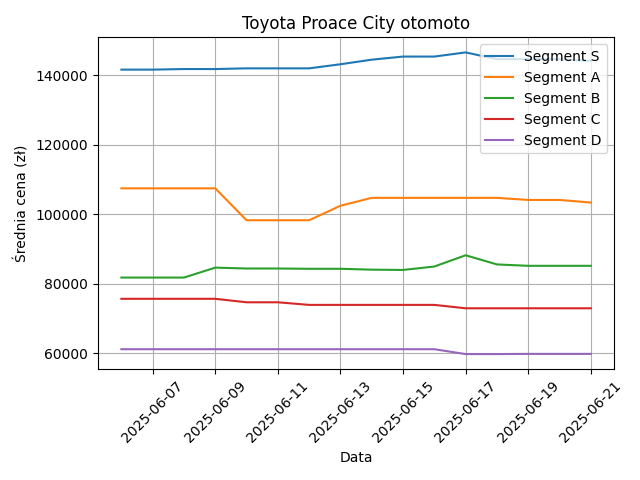 Toyota Proace City otomoto
Segment S
Segment A
Segment B
Segment C
Segment D
Średnia cena (zł)
140000
120000
100000
80000
60000
2025-06-07
2025-06-09
2025-06-11
2025-06-13
2025-06-15
2025-06-17
2025-06-19
2025-06-21
Data